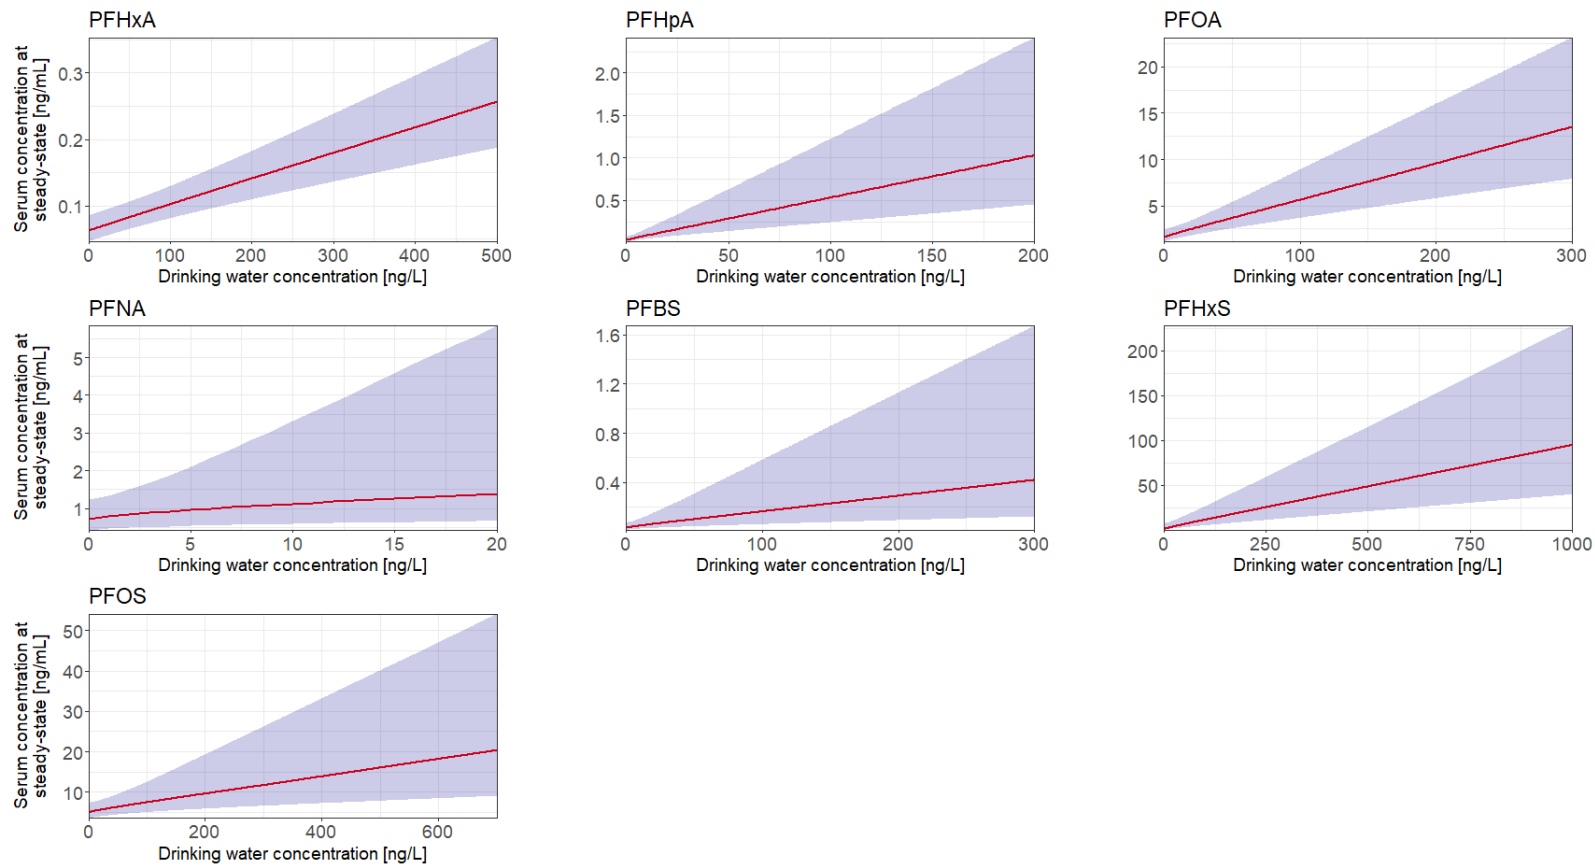 PFHxA
Serum concentration at
steady-state [ng/mL]
0.3
0.2
0.1
0 100 200 300 400 500
Drinking water concentration [ng/L]
PFHpA
2.0
1.5
1.0
0.5
0 50 100 150 200
Drinking water concentration [ng/L]
PFOA
20
15
10
5
0 100 200 300
Drinking water concentration [ng/L]
PFNA
Serum concentration at
steady-state [ng/mL]
5
4
3
2
1
0 5 10 15 20
Drinking water concentration [ng/L]
PFBS
1.6
1.2
0.8
0.4
0 100 200 300
Drinking water concentration [ng/L]
PFHxS
200
150
100
50
0 250 500 750 1000
Drinking water concentration [ng/L]
PFOS
Serum concentration at
steady-state [ng/mL]
50
40
30
20
10
0 200 400 600
Drinking water concentration [ng/L]